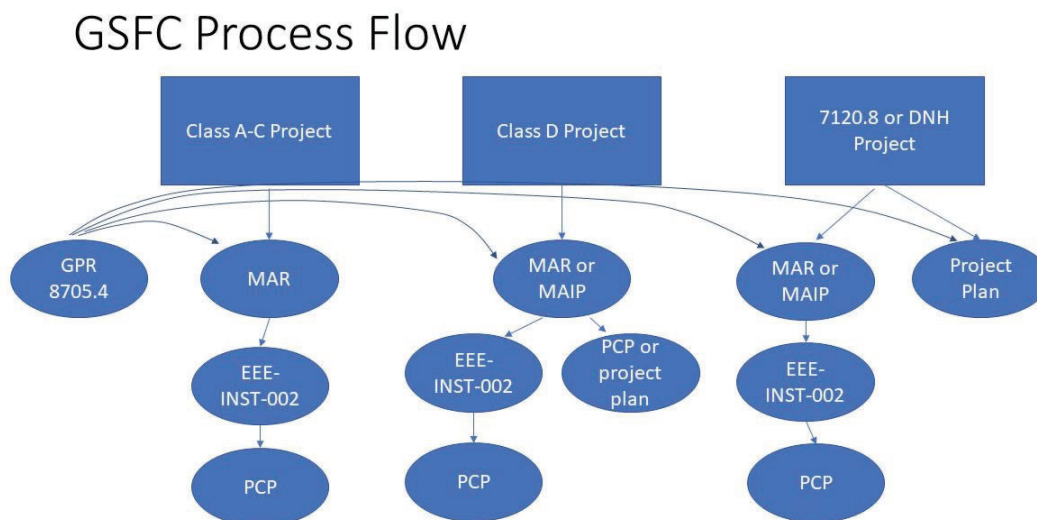 GSFC Process Flow
Class A-C Project
Class D Project
7120.8 or DNH
Project
GPR
8705.4
MAR
MAR or
MAIP
MAR or
MAIP
Project
Plan
EEE-
INST-002
EEE-
INST-002
PCP or
project
plan
EEE-
INST-002
PCP
PCP
PCP